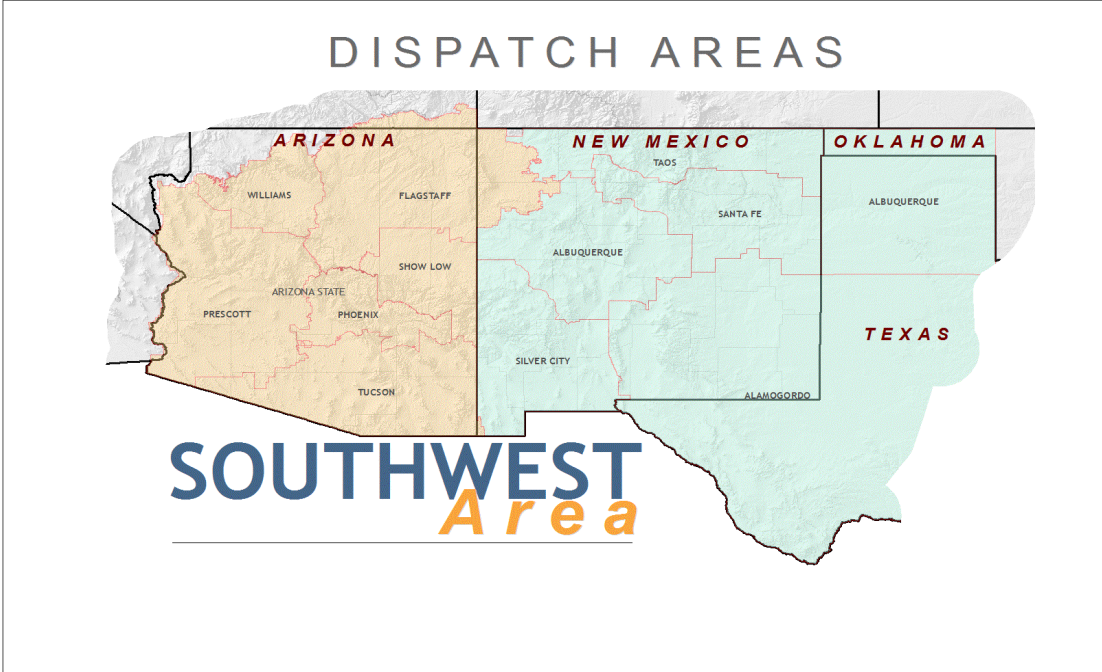 DISPATCH AREAS
ARIZONA
NEW MEXICO
OKLAHOMA
TAOS
WILLIAMS
FLAGSTAFF
ALBUQUERQUE
SANTA FE
ALBUQUERQUE
SHOW LOW
ARIZONA STATE
PRESCOTT
PHOENIX
TEXAS
SILVER CITY
TUCSON
ALAMOGORDO
SOUTHWEST
Area